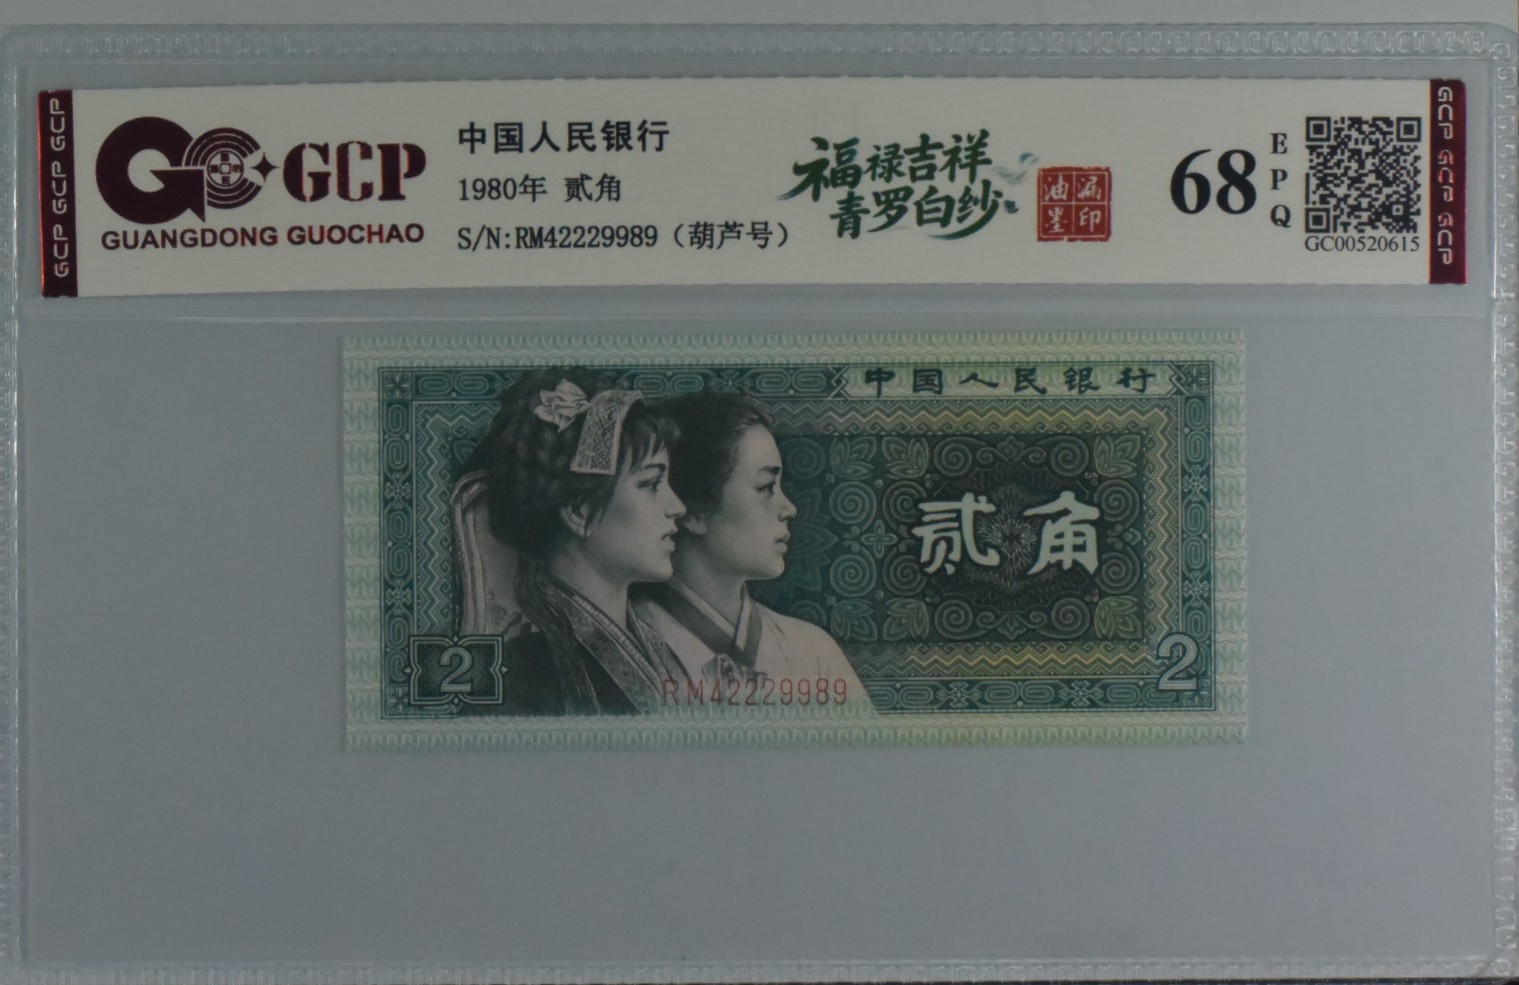 GCP GCP GCP
GCP
GUANGDONG GUOCHAO
中国人民银行
1980年 贰角
S/N:RM42229989（葫芦号）
福禄吉祥
青罗白纱
油漏
墨印
68
EPQ
GC00520615
GCP GCP GCP GCP
中国人民银行
贰角
2
2
RM42229989